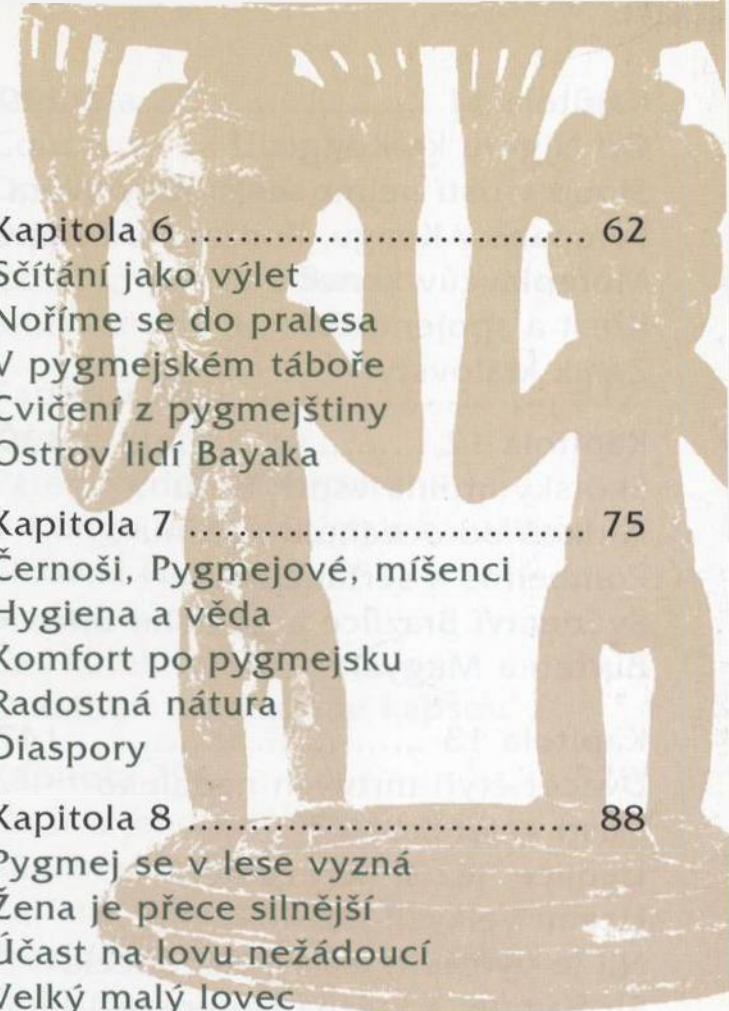 Kapitola 6 ................................. 62
Sčítání jako výlet
Noříme se do pralesa
V pygmejském táboře
Cvičení z pygmejštiny
Ostrov lidí Bayaka
Kapitola 7 ................................. 75
Černoši, Pygmejové, míšenci
Hygiena a věda
Komfort po pygmejsku
Radostná nátura
Diaspory
Kapitola 8 ................................. 88
Pygmej se v lese vyzná
Žena je přece silnější
Účast na lovu nežádoucí
Velký malý lovec